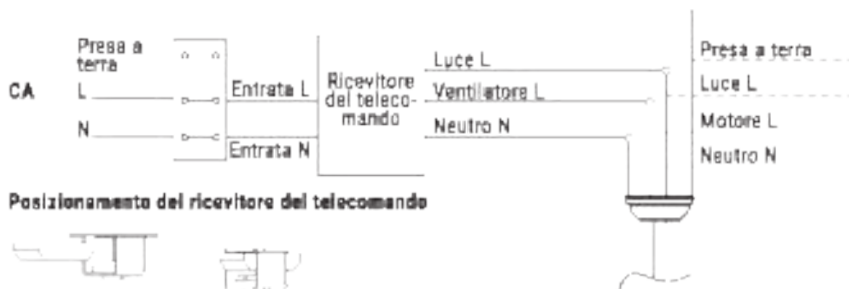 Presa a
terra
CA
L
N
Entrata L
Entrata N
Ricevitore
del teleco-
mando
Luce L
Ventilatore L
Neutro N
Presa a terra
Luce L
Motore L
Neutro N
Posizionamento del ricevitore del telecomando